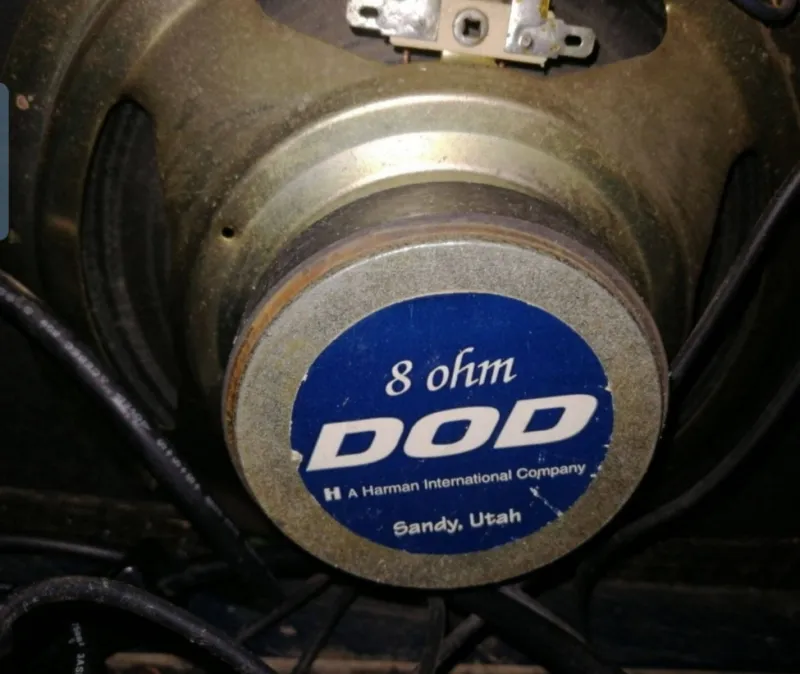 8 ohm
DOD
H A Harman International Company
Sandy, Utah